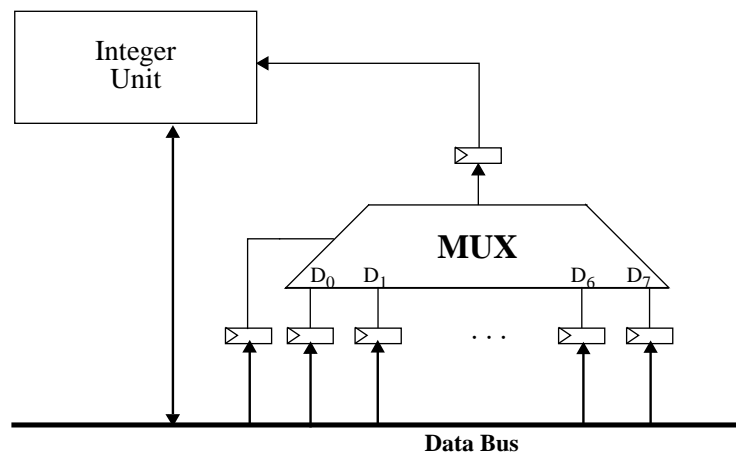 Integer
Unit
MUX
D₀ D₁ D₆ D₇
. . .
Data Bus